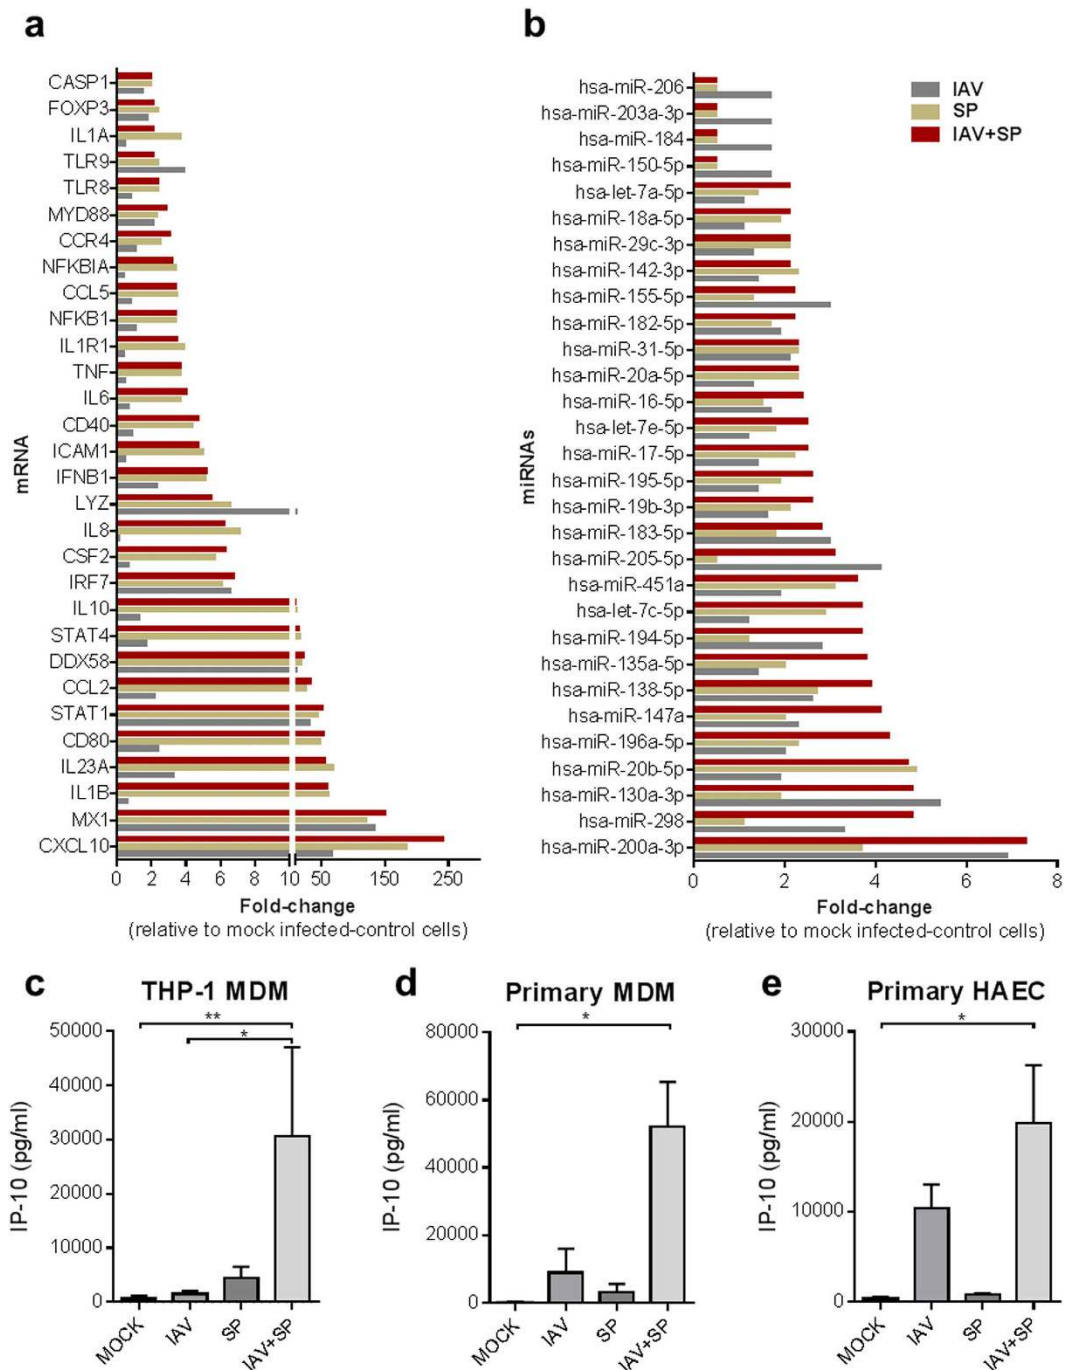 a
mRNA
CASP1
FOXP3
IL1A
TLR9
TLR8
MYD88
CCR4
NFKBIA
CCL5
NFKB1
IL1R1
TNF
IL6
CD40
ICAM1
IFNB1
LYZ
IL8
CSF2
IRF7
IL10
STAT4
DDX58
CCL2
STAT1
CD80
IL23A
IL1B
MX1
CXCL10
0 2 4 6 8 10 50 150 250
Fold-change
(relative to mock infected-control cells)
b
miRNAs
hsa-miR-206
hsa-miR-203a-3p
hsa-miR-184
hsa-miR-150-5p
hsa-let-7a-5p
hsa-miR-18a-5p
hsa-miR-29c-3p
hsa-miR-142-3p
hsa-miR-155-5p
hsa-miR-182-5p
hsa-miR-31-5p
hsa-miR-20a-5p
hsa-miR-16-5p
hsa-let-7e-5p
hsa-miR-17-5p
hsa-miR-195-5p
hsa-miR-19b-3p
hsa-miR-183-5p
hsa-miR-205-5p
hsa-miR-451a
hsa-let-7c-5p
hsa-miR-194-5p
hsa-miR-135a-5p
hsa-miR-138-5p
hsa-miR-147a
hsa-miR-196a-5p
hsa-miR-20b-5p
hsa-miR-130a-3p
hsa-miR-298
hsa-miR-200a-3p
0 2 4 6 8
Fold-change
(relative to mock infected-control cells)
IAV
SP
IAV+SP
c
THP-1 MDM
**
*
IP-10 (pg/ml)
50000
40000
30000
20000
10000
0
MOCK
IAV
SP
IAV+SP
d
Primary MDM
*
IP-10 (pg/ml)
80000
60000
40000
20000
0
MOCK
IAV
SP
IAV+SP
e
Primary HAEC
*
IP-10 (pg/ml)
30000
20000
10000
0
MOCK
IAV
SP
IAV+SP